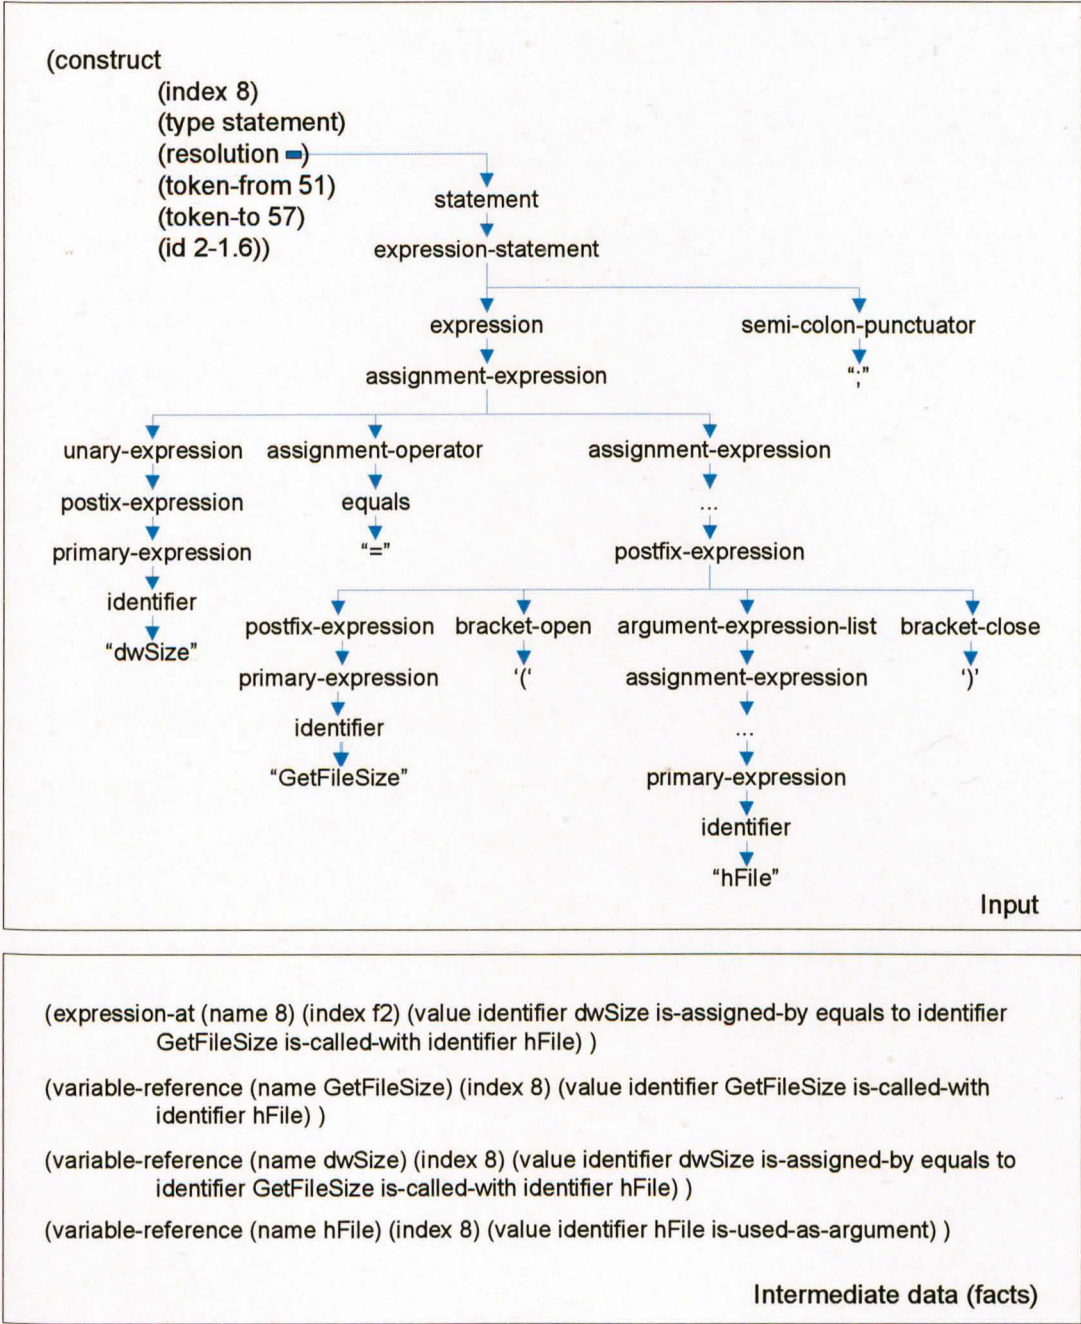 (construct
(index 8)
(type statement)
(resolution )
(token-from 51)
(token-to 57)
(id 2-1.6))
statement
expression-statement
expression semi-colon-punctuator
assignment-expression “;”
unary-expression assignment-operator assignment-expression
postix-expression equals ...
primary-expression “=” postfix-expression
identifier
“dwSize”
postfix-expression bracket-open argument-expression-list bracket-close
primary-expression ‘(‘ assignment-expression ‘)’
identifier ...
“GetFileSize” primary-expression
identifier
“hFile”
Input
(expression-at (name 8) (index f2) (value identifier dwSize is-assigned-by equals to identifier
GetFileSize is-called-with identifier hFile) )
(variable-reference (name GetFileSize) (index 8) (value identifier GetFileSize is-called-with
identifier hFile) )
(variable-reference (name dwSize) (index 8) (value identifier dwSize is-assigned-by equals to
identifier GetFileSize is-called-with identifier hFile) )
(variable-reference (name hFile) (index 8) (value identifier hFile is-used-as-argument) )
Intermediate data (facts)